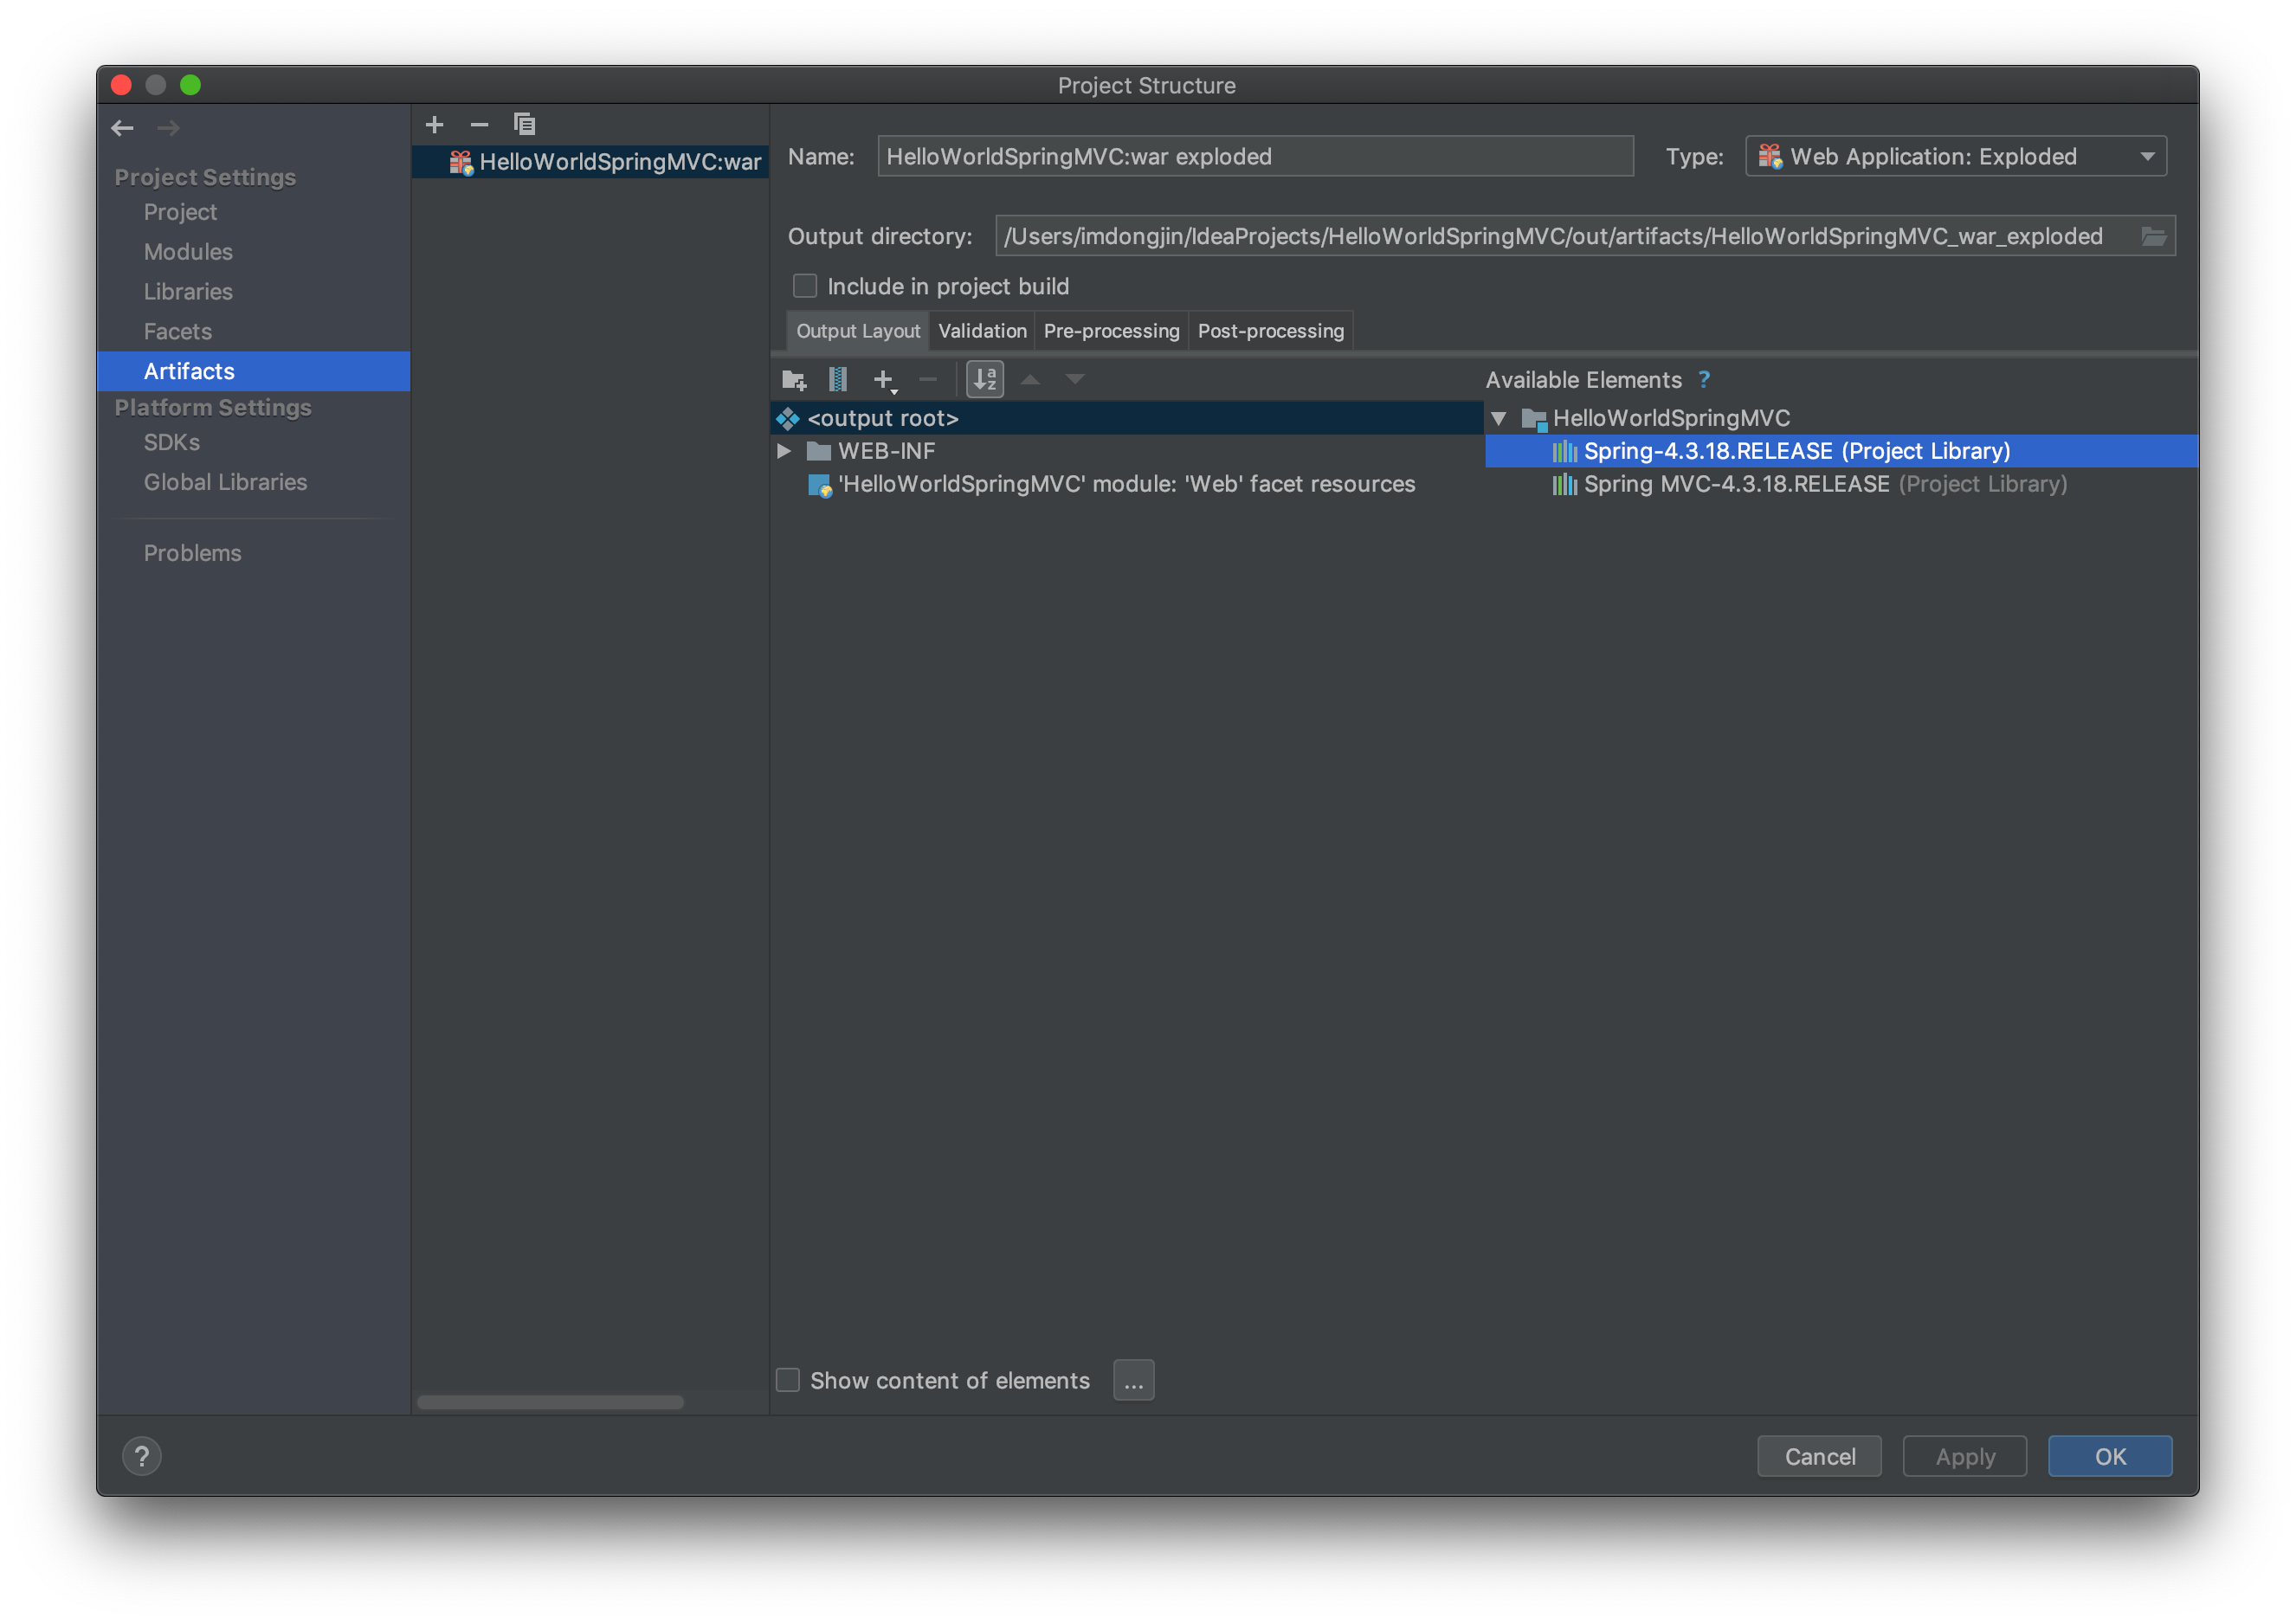 Project Structure
Project Settings
Project
Modules
Libraries
Facets
Artifacts
Platform Settings
SDKs
Global Libraries
Problems
HelloWorldSpringMVC:war
Name: HelloWorldSpringMVC:war exploded Type: Web Application: Exploded
Output directory: /Users/imdongjin/IdeaProjects/HelloWorldSpringMVC/out/artifacts/HelloWorldSpringMVC_war_exploded
Include in project build
Output Layout Validation Pre-processing Post-processing
Available Elements ?
<output root>
WEB-INF
'HelloWorldSpringMVC' module: 'Web' facet resources
HelloWorldSpringMVC
Spring-4.3.18.RELEASE (Project Library)
Spring MVC-4.3.18.RELEASE (Project Library)
Show content of elements ...
? Cancel Apply OK